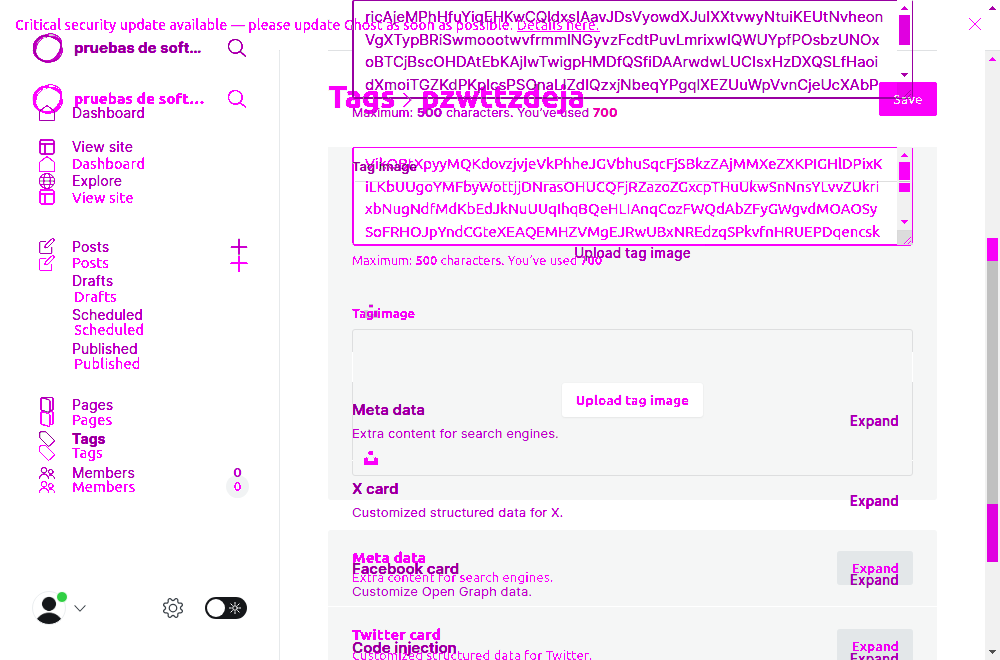 Critical security update available — please update Ghost as soon as possible. Details here.
pruebas de soft...
VgXTypBRiSwmoootwvfrmmlNGyvzFcdtPuvLmrixwIQWUYpfPOsbzUNOx
oBTCjBscOHDAtEbKAjIwTwigpHMDfQSfiDAArwdwLUCIsxHzDXQSLfHaoi
pruebas de soft...
Tags > pzwttzdeja
Save
Dashboard
Maximum: 500 characters. You've used 700
View site
Dashboard
Tag image
Explore
View site
iLKbUUgoYMFbyWottjjDNrasOHUCQFjRZazoZGxcpTHuUkwSnNnsYLvvZUkri
xbNugNdfMdKbEdJkNuUUqIhqBQeHLIAnqCozFWQdAbZFyGWgvdMOAOSy
SoFRHOJpYndCGteXEAQEMHZVMgEJRwUBxNREdzqSPkvfnHRUEPDqencsk
Posts
Upload tag image
Posts
Maximum: 500 characters. You've used 700
Drafts
Drafts
Scheduled
Tag image
Scheduled
Published
Published
Pages
Upload tag image
Meta data
Expand
Pages
Extra content for search engines.
Tags
Tags
Members 0
Members 0
X card
Expand
Customized structured data for X.
Meta data
Facebook card
Expand
Extra content for search engines.
Expand
Customize Open Graph data.
Twitter card
Code injection
Expand
Customized structured data for Twitter.
Expand